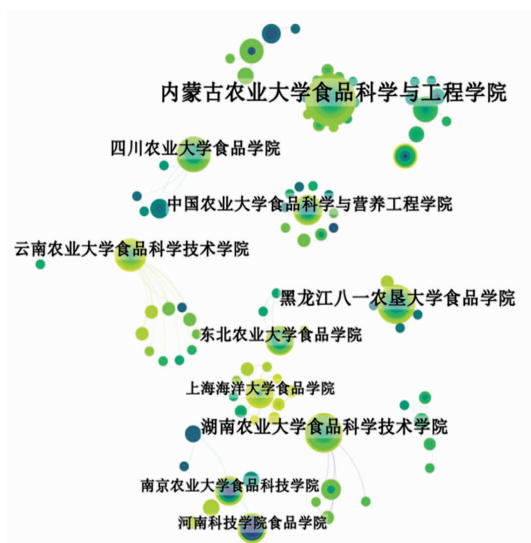 内蒙古农业大学食品科学与工程学院
四川农业大学食品学院
中国农业大学食品科学与营养工程学院
云南农业大学食品科学技术学院
黑龙江八一农垦大学食品学院
东北农业大学食品学院
上海海洋大学食品学院
湖南农业大学食品科学技术学院
南京农业大学食品科技学院
河南科技学院食品学院